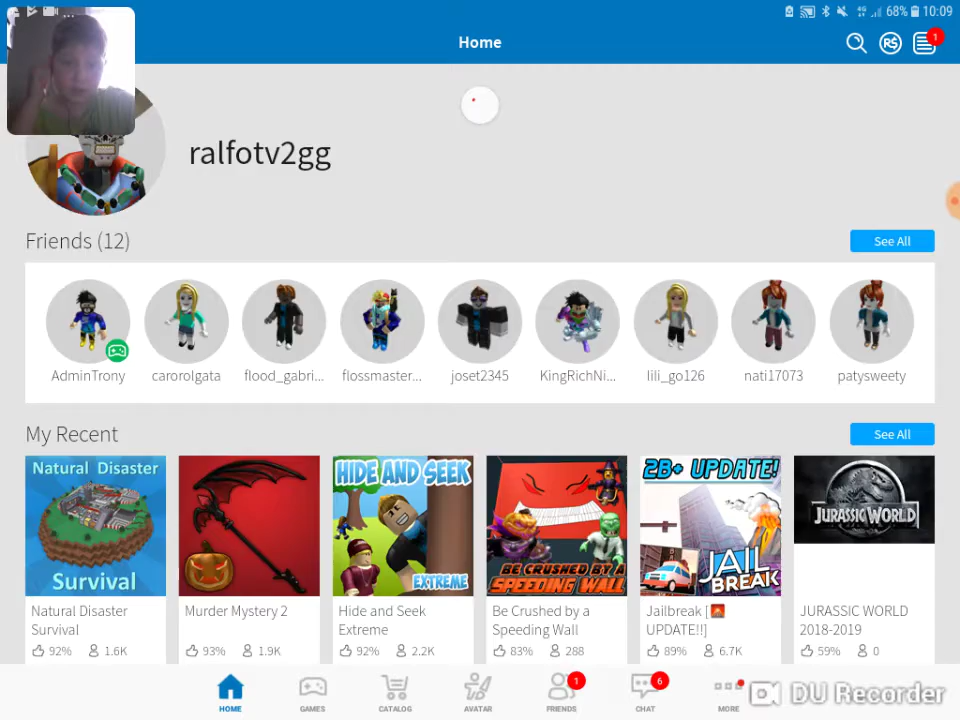 68% 10:09
Home
1
ralfotv2gg
Friends (12)
See All
AdminTrony carorolgata flood_gabri... flossmaster... joset2345 KingRichNi... lili_go126 nati17073 patysweety
My Recent
See All
Natural Disaster
Survival
HIDE AND SEEK
EXTREME
BE CRUSHED BY A
SPEEDING WALL
2B+ UPDATE!
JAIL
BREAK
JURASSIC WORLD
Natural Disaster
Survival
92% 1.6K
Murder Mystery 2
93% 1.9K
Hide and Seek
Extreme
92% 2.2K
Be Crushed by a
Speeding Wall
83% 288
Jailbreak [
UPDATE!!]
89% 6.7K
JURASSIC WORLD
2018-2019
59% 0
HOME
GAMES
CATALOG
AVATAR
1
FRIENDS
6
CHAT
MORE
DU Recorder